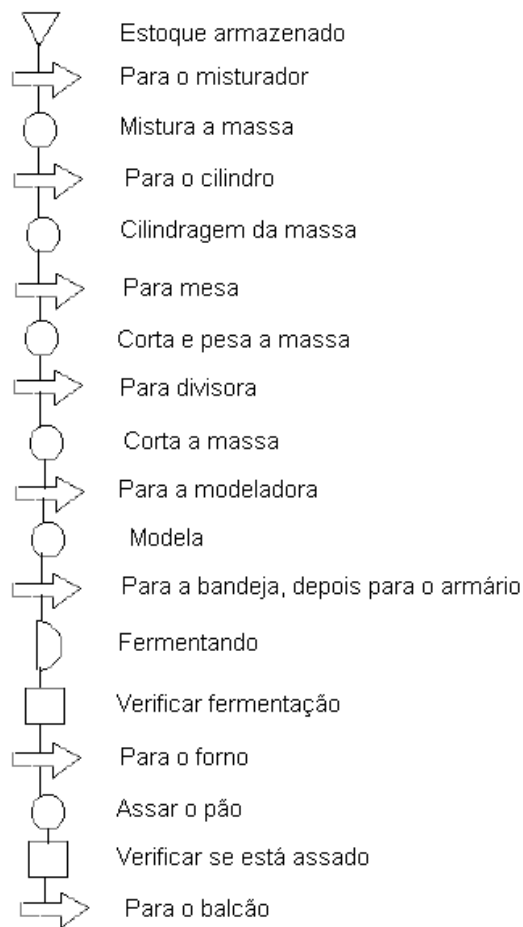 Estoque armazenado
Para o misturador
Mistura a massa
Para o cilindro
Cilindragem da massa
Para mesa
Corta e pesa a massa
Para divisora
Corta a massa
Para a modeladora
Modela
Para a bandeja, depois para o armário
Fermentando
Verificar fermentação
Para o forno
Assar o pão
Verificar se está assado
Para o balcão